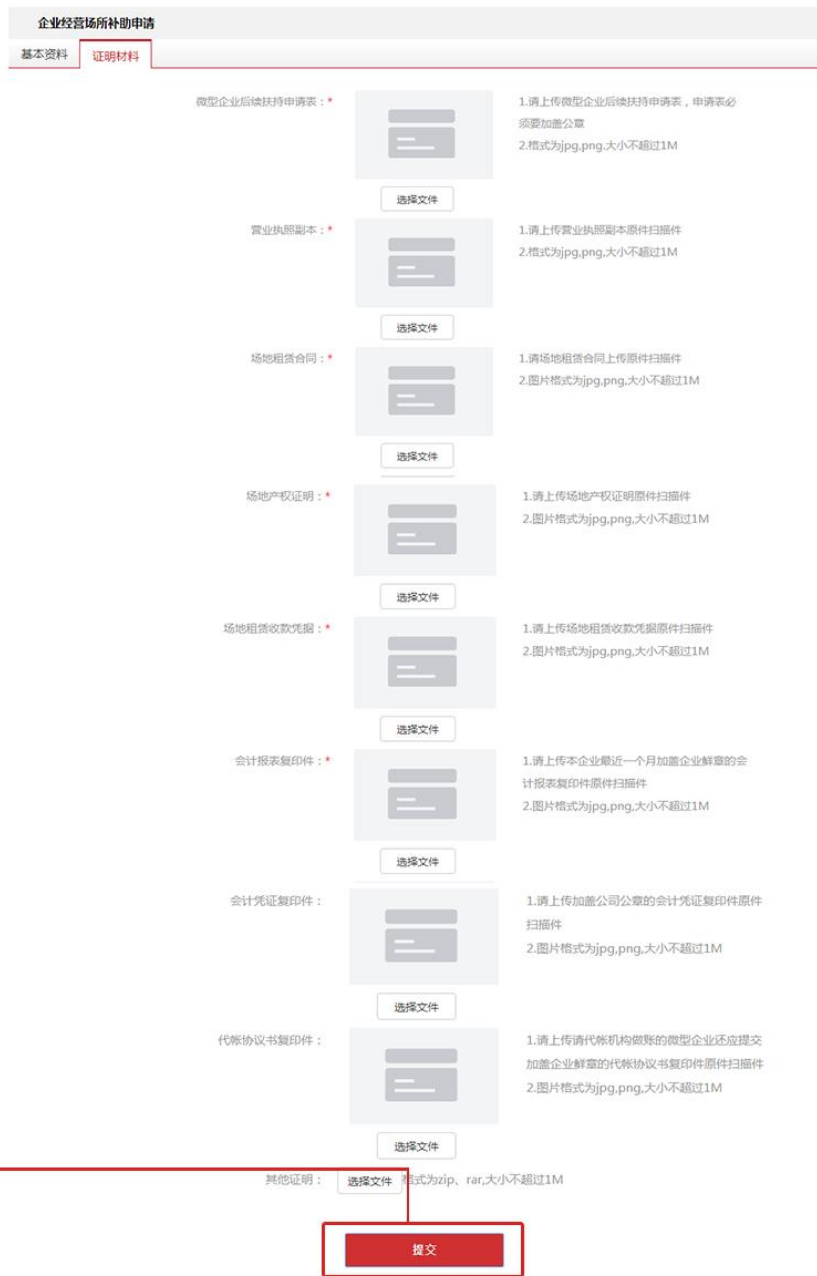 企业经营场所补助申请
基本资料 证明材料
微型企业后续扶持申请表：*
1.请上传微型企业后续扶持申请表，申请表必
须要加盖公章
2.格式为jpg,png,大小不超过1M
选择文件
营业执照副本：*
1.请上传营业执照副本原件扫描件
2.格式为jpg,png,大小不超过1M
选择文件
场地租赁合同：*
1.请场地租赁合同上传原件扫描件
2.图片格式为jpg,png,大小不超过1M
选择文件
场地产权证明：*
1.请上传场地产权证明原件扫描件
2.图片格式为jpg,png,大小不超过1M
选择文件
场地租赁收款凭据：*
1.请上传场地租赁收款凭据原件扫描件
2.图片格式为jpg,png,大小不超过1M
选择文件
会计报表复印件：*
1.请上传本企业最近一个月加盖企业鲜章的会
计报表复印件原件扫描件
2.图片格式为jpg,png,大小不超过1M
选择文件
会计凭证复印件：
1.请上传加盖公司公章的会计凭证复印件原件
扫描件
2.图片格式为jpg,png,大小不超过1M
选择文件
代帐协议书复印件：
1.请上传请代帐机构做账的微型企业还应提交
加盖企业鲜章的代帐协议书复印件原件扫描件
2.图片格式为jpg,png,大小不超过1M
选择文件
其他证明： 选择文件 格式为zip、rar,大小不超过1M
提交